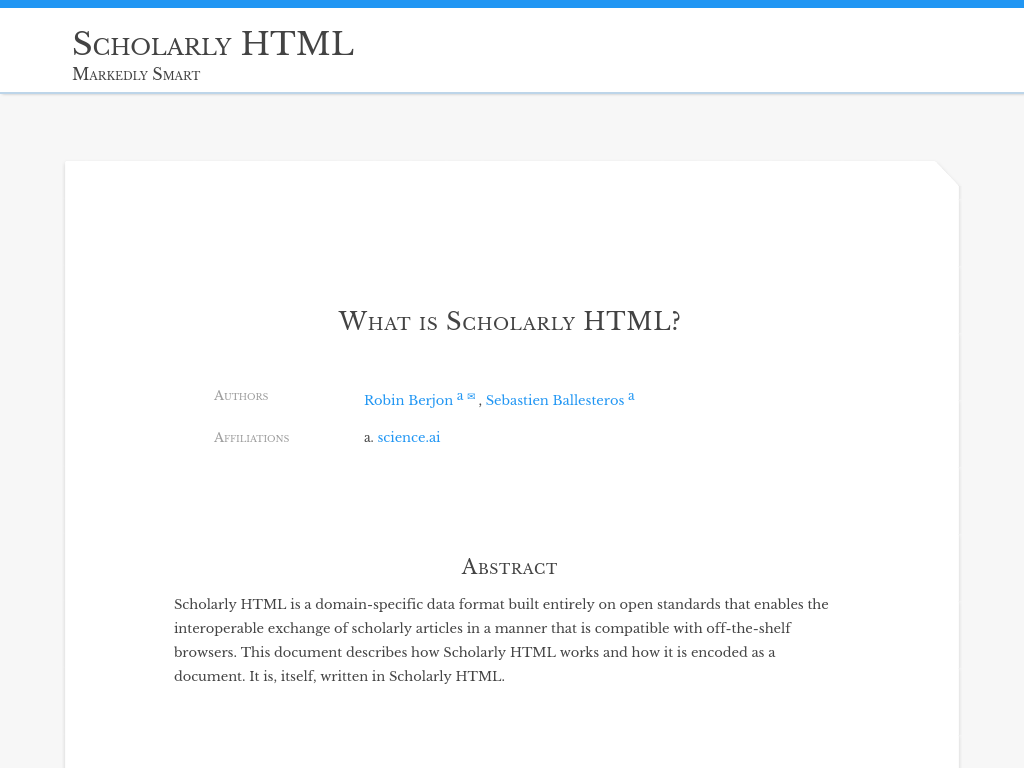 Scholarly HTML
Markedly Smart
What is Scholarly HTML?
Authors
Robin Berjon a ✉ , Sebastien Ballesteros a
Affiliations
a. science.ai
Abstract
Scholarly HTML is a domain-specific data format built entirely on open standards that enables the
interoperable exchange of scholarly articles in a manner that is compatible with off-the-shelf
browsers. This document describes how Scholarly HTML works and how it is encoded as a
document. It is, itself, written in Scholarly HTML.